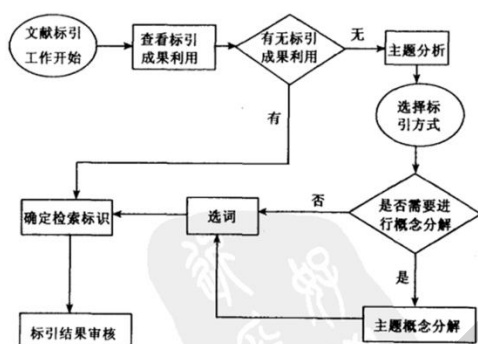 文献标引
工作开始
查看标引
成果利用
有无标引
成果利用
无
主题分析
选择标
引方式
有
是否需要进
行概念分解
否
选词
确定检索标识
是
主题概念分解
标引结果审核